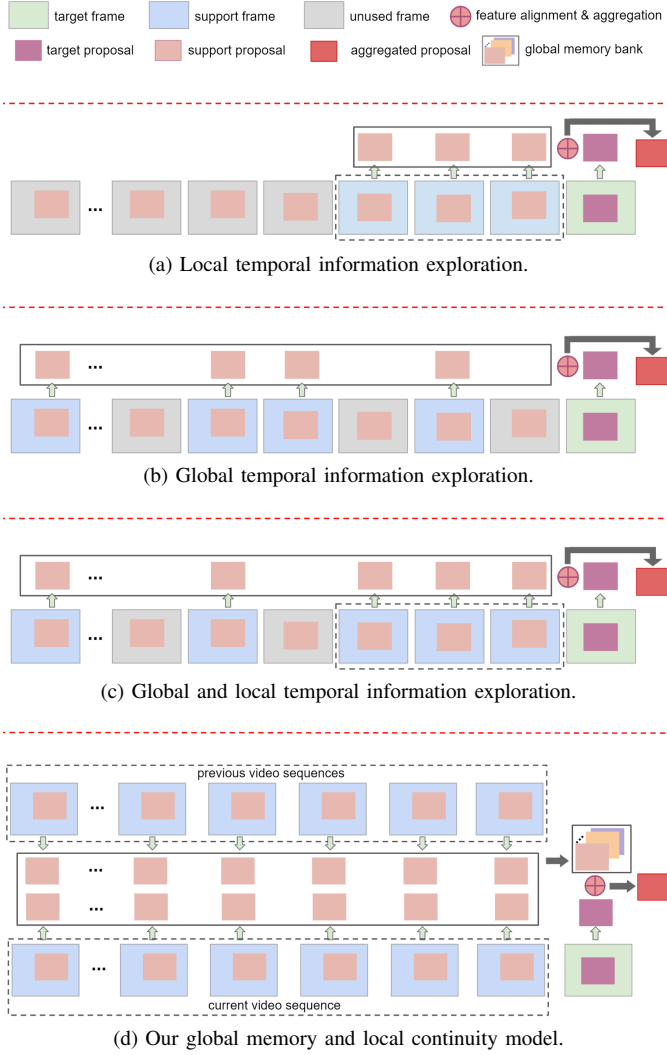 target frame support frame unused frame feature alignment & aggregation
target proposal support proposal aggregated proposal global memory bank
...
(a) Local temporal information exploration.
...
...
(b) Global temporal information exploration.
...
...
(c) Global and local temporal information exploration.
previous video sequences
...
...
...
...
current video sequence
(d) Our global memory and local continuity model.